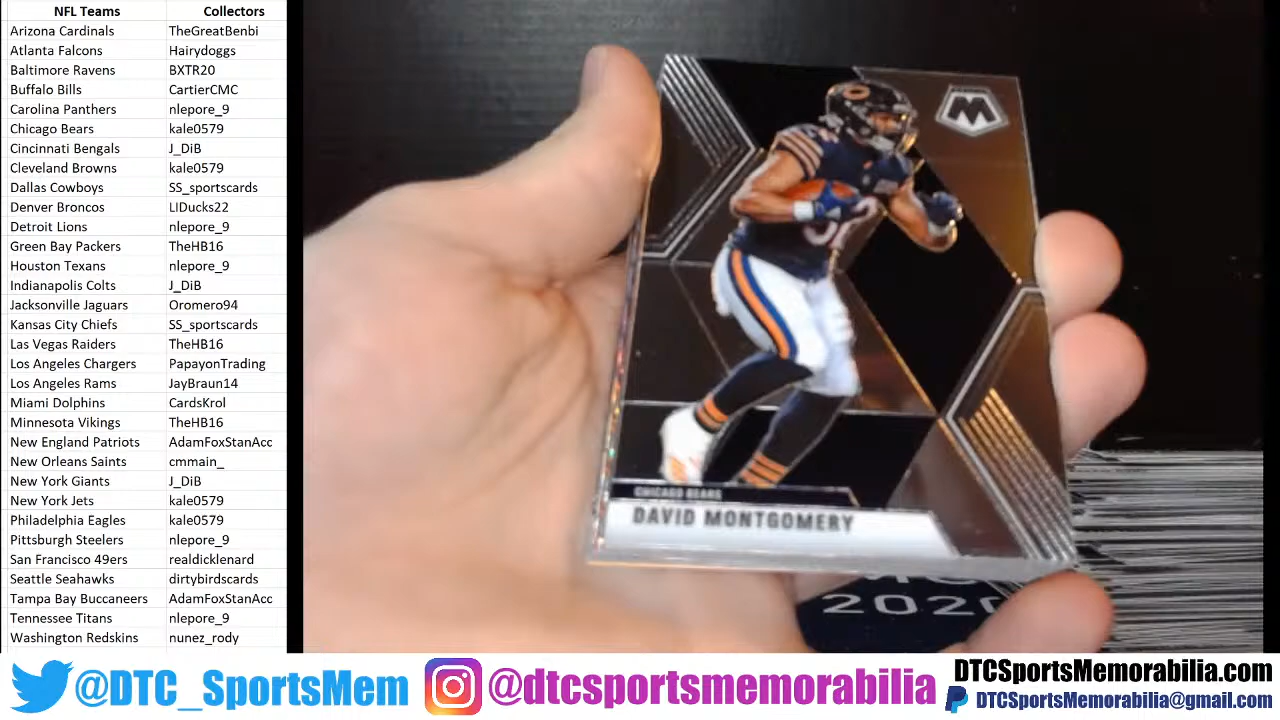 NFL Teams Collectors
Arizona Cardinals TheGreatBenbi
Atlanta Falcons Hairydoggs
Baltimore Ravens BXTR20
Buffalo Bills CartierCMC
Carolina Panthers nlepore_9
Chicago Bears kale0579
Cincinnati Bengals J_DiB
Cleveland Browns kale0579
Dallas Cowboys SS_sportscards
Denver Broncos LIDucks22
Detroit Lions nlepore_9
Green Bay Packers TheHB16
Houston Texans nlepore_9
Indianapolis Colts J_DiB
Jacksonville Jaguars Oromero94
Kansas City Chiefs SS_sportscards
Las Vegas Raiders TheHB16
Los Angeles Chargers PapayonTrading
Los Angeles Rams JayBraun14
Miami Dolphins CardsKrol
Minnesota Vikings TheHB16
New England Patriots AdamFoxStanAcc
New Orleans Saints cmmain_
New York Giants J_DiB
New York Jets kale0579
Philadelphia Eagles kale0579
Pittsburgh Steelers nlepore_9
San Francisco 49ers realdicklenard
Seattle Seahawks dirtybirdscards
Tampa Bay Buccaneers AdamFoxStanAcc
Tennessee Titans nlepore_9
Washington Redskins nunez_rody
M
CHICAGO BEARS
DAVID MONTGOMERY
@DTC_SportsMem
@dtcsportsmemorabilia
DTCSportsMemorabilia.com
DTCSportsMemorabilia@gmail.com